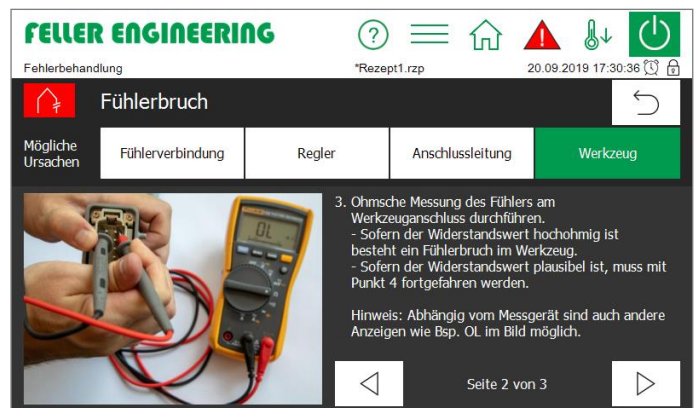 FELLER ENGINEERING
Fehlerbehandlung
*Rezept1.rzp
20.09.2019 17:30:36
Fühlerbruch
Mögliche
Ursachen
Fühlerverbindung
Regler
Anschlussleitung
Werkzeug
OL
3. Ohmsche Messung des Fühlers am
Werkzeuganschluss durchführen.
- Sofern der Widerstandswert hochohmig ist
besteht ein Fühlerbruch im Werkzeug.
- Sofern der Widerstandswert plausibel ist, muss mit
Punkt 4 fortgefahren werden.
Hinweis: Abhängig vom Messgerät sind auch andere
Anzeigen wie Bsp. OL im Bild möglich.
Seite 2 von 3